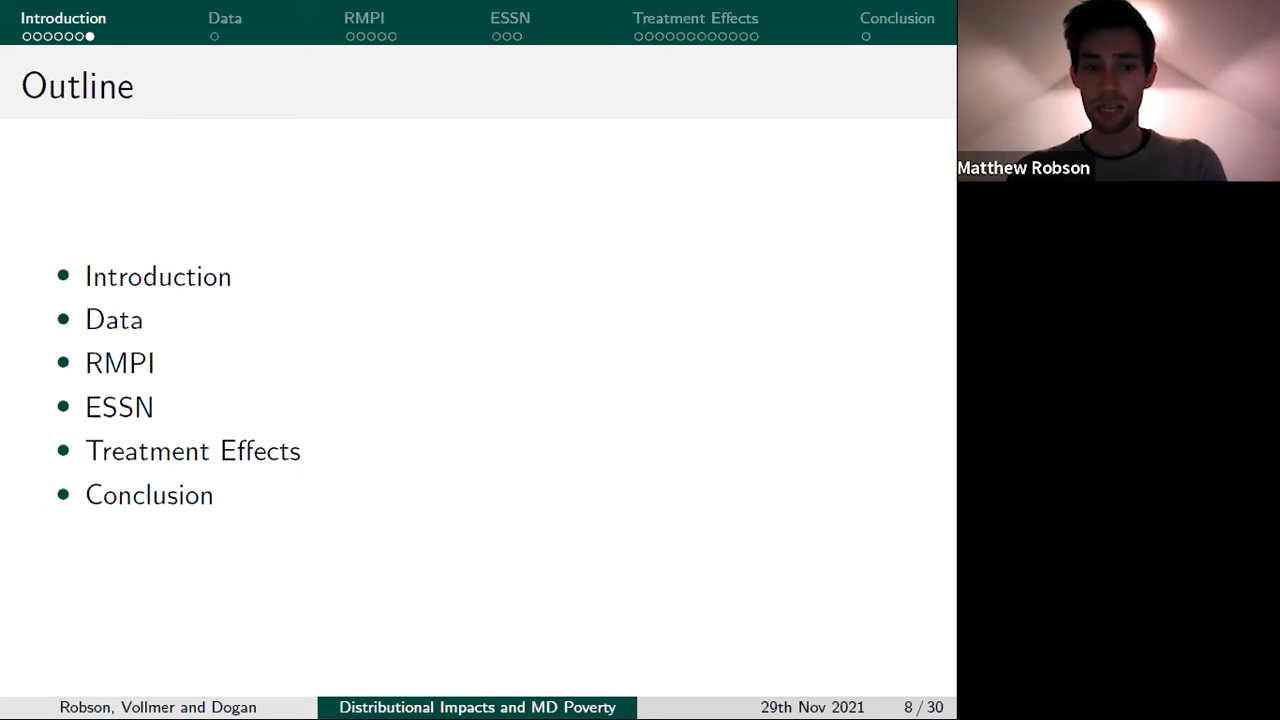 Introduction
Data
RMPI
ESSN
Treatment Effects
Conclusion
Outline
Matthew Robson
Introduction
Data
RMPI
ESSN
Treatment Effects
Conclusion
Robson, Vollmer and Dogan
Distributional Impacts and MD Poverty
29th Nov 2021
8 / 30